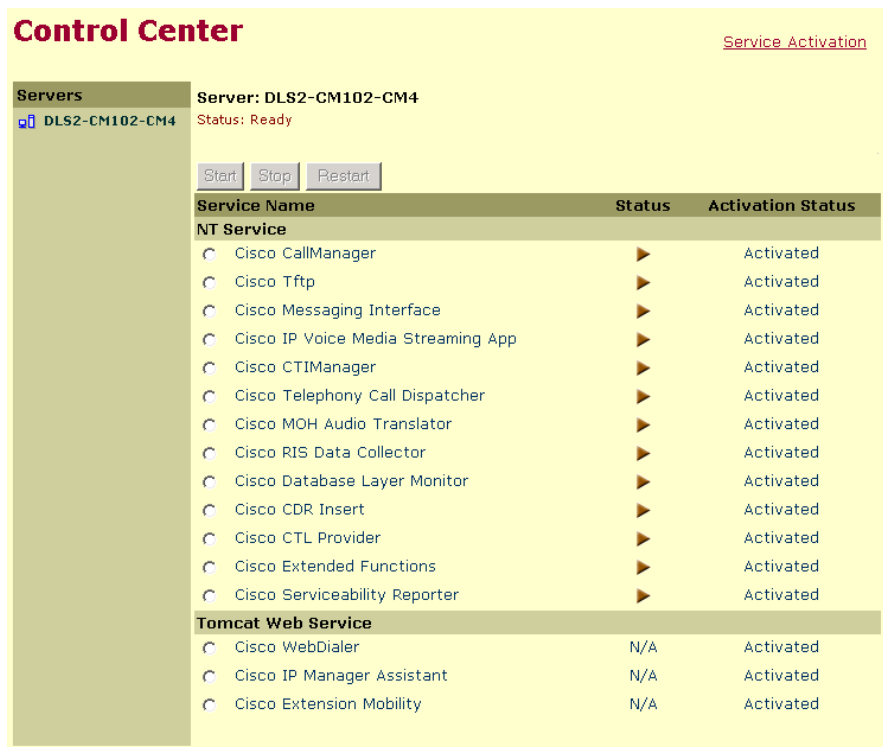 Control Center
Service Activation
Servers
DLS2-CM102-CM4
Server: DLS2-CM102-CM4
Status: Ready
Start Stop Restart
Service Name Status Activation Status
NT Service
Cisco CallManager Activated
Cisco Tftp Activated
Cisco Messaging Interface Activated
Cisco IP Voice Media Streaming App Activated
Cisco CTIManager Activated
Cisco Telephony Call Dispatcher Activated
Cisco MOH Audio Translator Activated
Cisco RIS Data Collector Activated
Cisco Database Layer Monitor Activated
Cisco CDR Insert Activated
Cisco CTL Provider Activated
Cisco Extended Functions Activated
Cisco Serviceability Reporter Activated
Tomcat Web Service
Cisco WebDialer N/A Activated
Cisco IP Manager Assistant N/A Activated
Cisco Extension Mobility N/A Activated